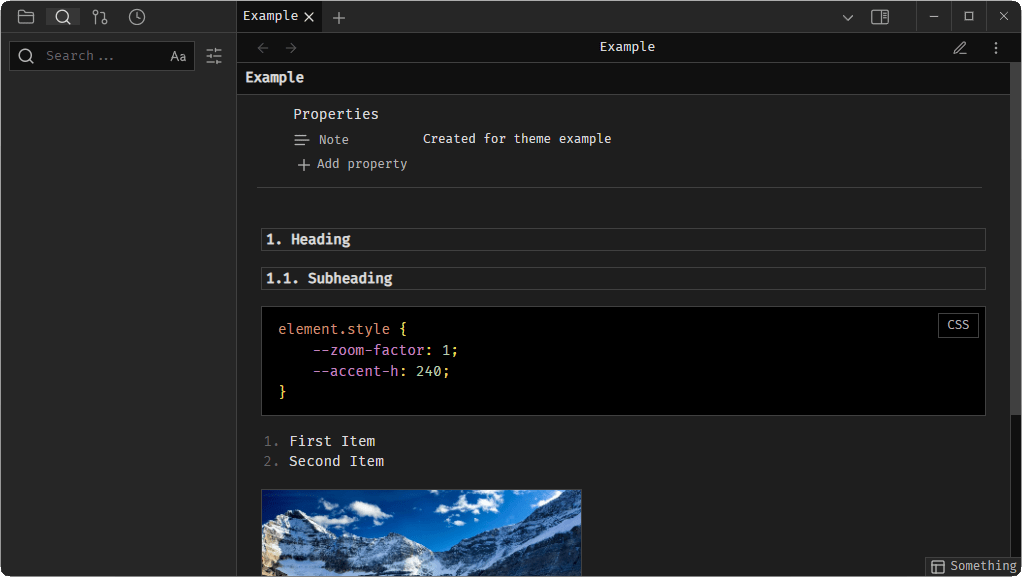 Example
Search ...
Aa
Example
Example
Properties
Note Created for theme example
Add property
1. Heading
1.1. Subheading
CSS
element.style {
--zoom-factor: 1;
--accent-h: 240;
}
1. First Item
2. Second Item
Something